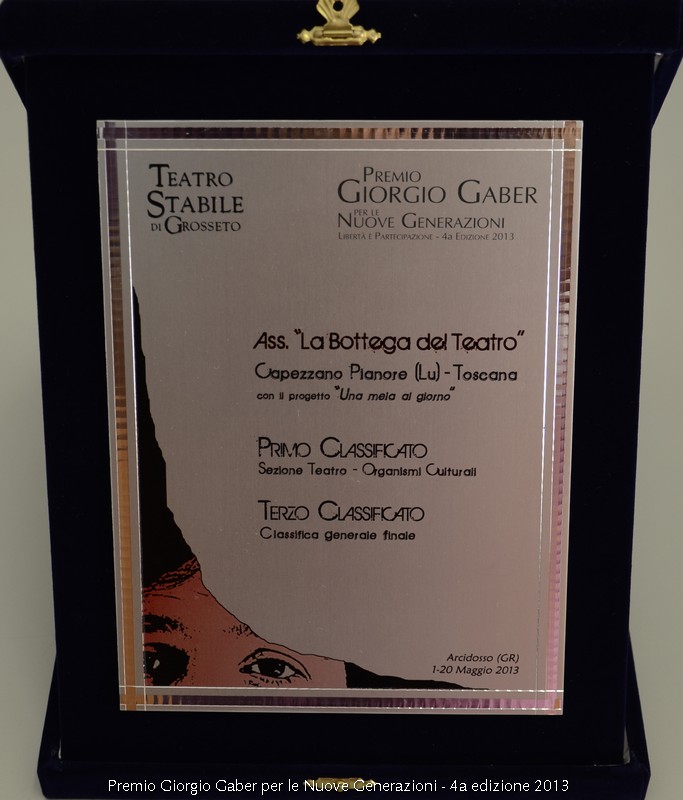 TEATRO
STABILE
DI GROSSETO
PREMIO
GIORGIO GABER
PER LE
NUOVE GENERAZIONI
LIBERTÀ È PARTECIPAZIONE - 4a EDIZIONE 2013
Ass. "La Bottega del Teatro"
Capezzano Pianore (Lu) - Toscana
con il progetto "Una mela al giorno"
PRIMO CLASSIFICATO
Sezione Teatro - Organismi Culturali
TERZO CLASSIFICATO
Classifica generale finale
Arcidosso (GR)
1-20 Maggio 2013
Premio Giorgio Gaber per le Nuove Generazioni - 4a edizione 2013